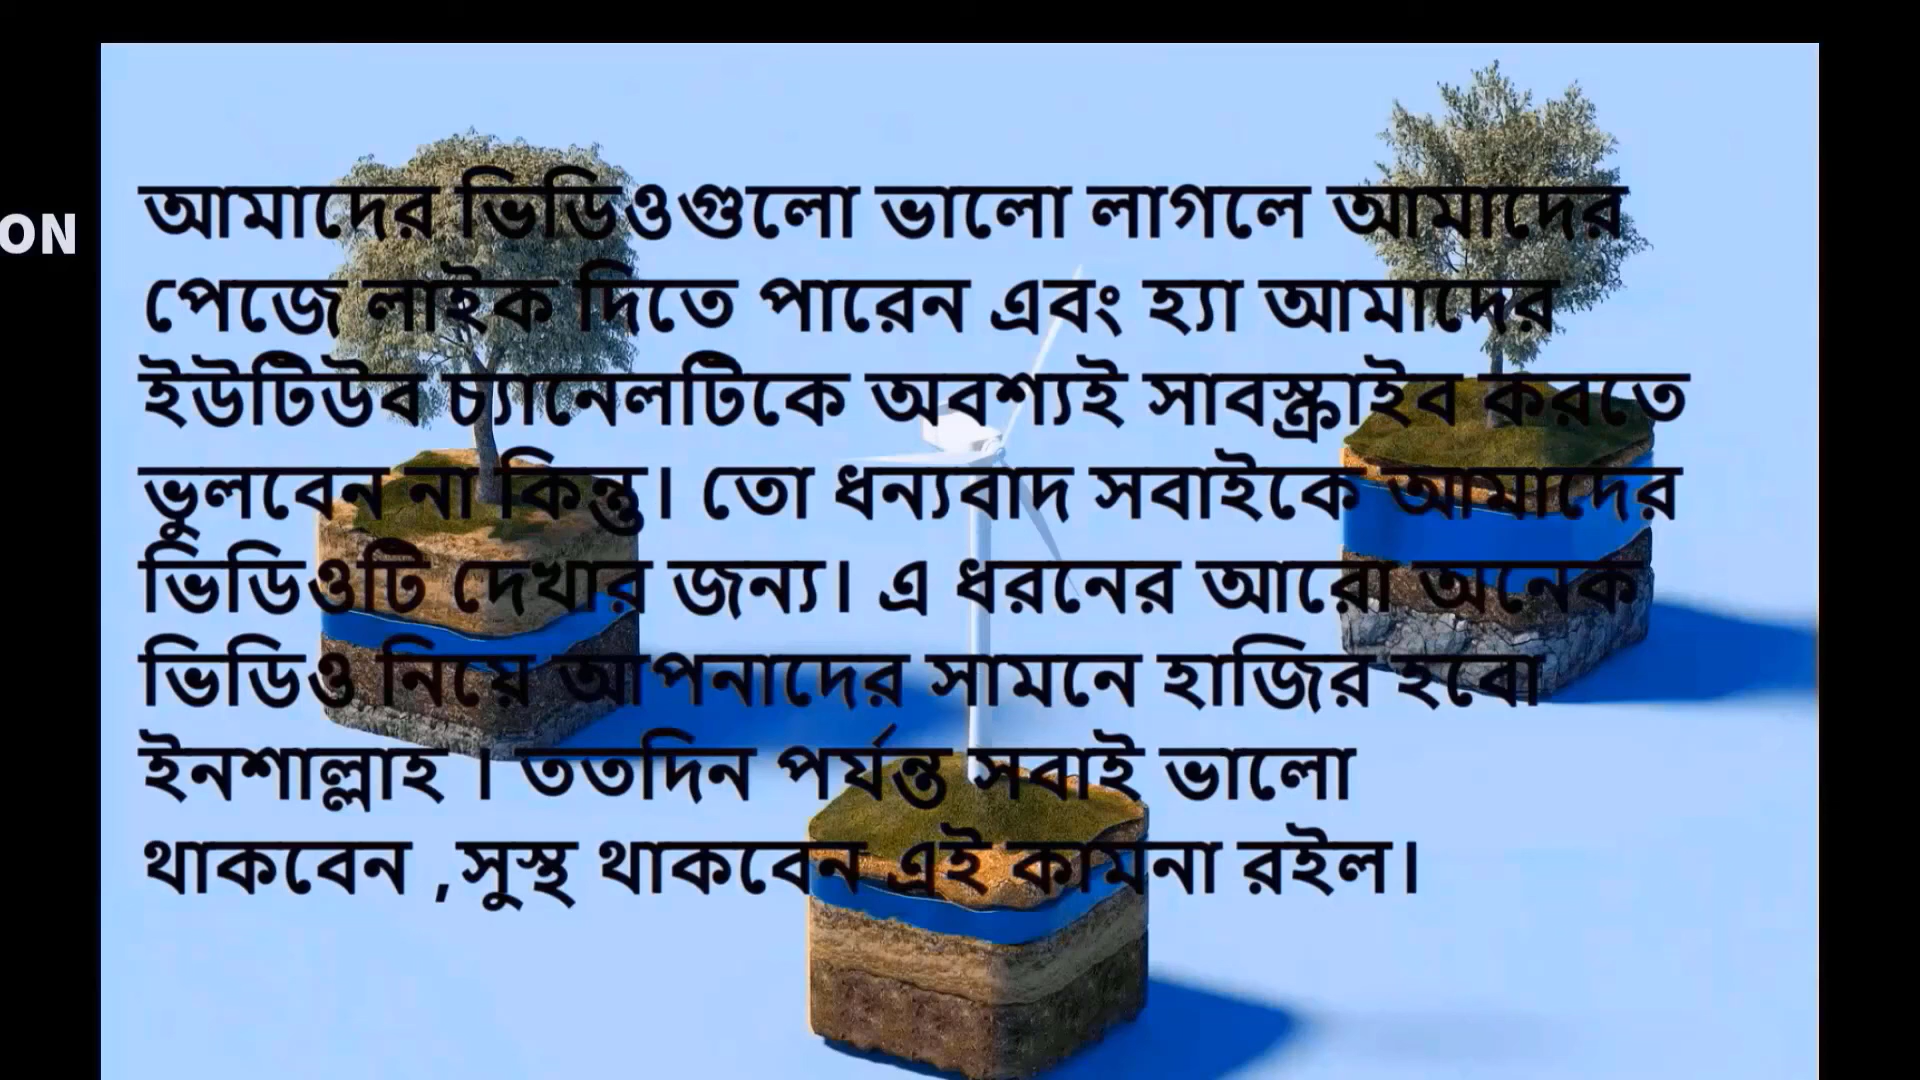 ON
আমাদের ভিডিওগুলো ভালো লাগলে আমাদের
পেজে লাইক দিতে পারেন এবং হ্যা আমাদের
ইউটিউব চ্যানেলটিকে অবশ্যই সাবস্ক্রাইব করতে
ভুলবেন না কিন্তু। তো ধন্যবাদ সবাইকে আমাদের
ভিডিওটি দেখার জন্য। এ ধরনের আরো অনেক
ভিডিও নিয়ে আপনাদের সামনে হাজির হবো
ইনশাল্লাহ । ততদিন পর্যন্ত সবাই ভালো
থাকবেন ,সুস্থ থাকবেন এই কামনা রইল।